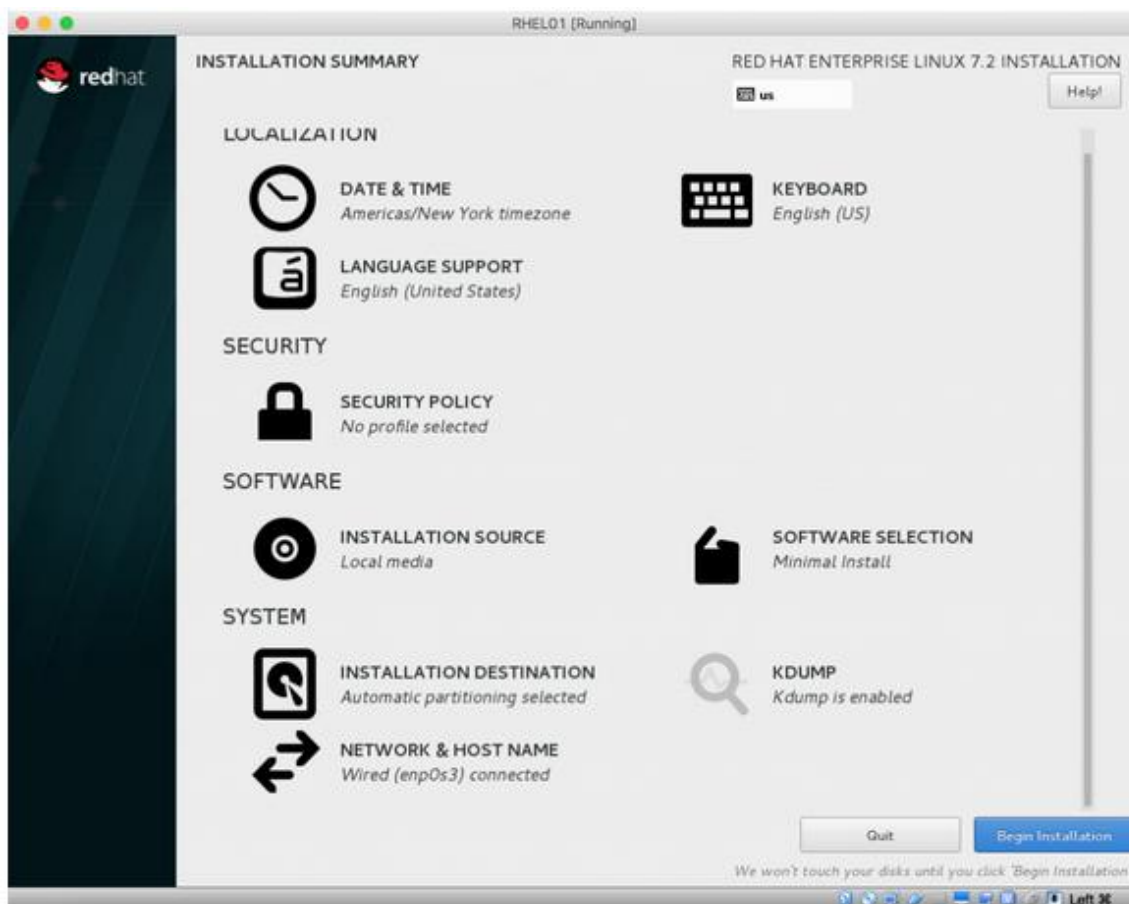 RHEL01 [Running]
redhat
INSTALLATION SUMMARY
RED HAT ENTERPRISE LINUX 7.2 INSTALLATION
us
Help!
LOCALIZATION
DATE & TIME
Americas/New York timezone
KEYBOARD
English (US)
LANGUAGE SUPPORT
English (United States)
SECURITY
SECURITY POLICY
No profile selected
SOFTWARE
INSTALLATION SOURCE
Local media
SOFTWARE SELECTION
Minimal Install
SYSTEM
INSTALLATION DESTINATION
Automatic partitioning selected
KDUMP
Kdump is enabled
NETWORK & HOST NAME
Wired (enp0s3) connected
Quit
Begin Installation
We won't touch your disks until you click 'Begin Installation
Left ⌘